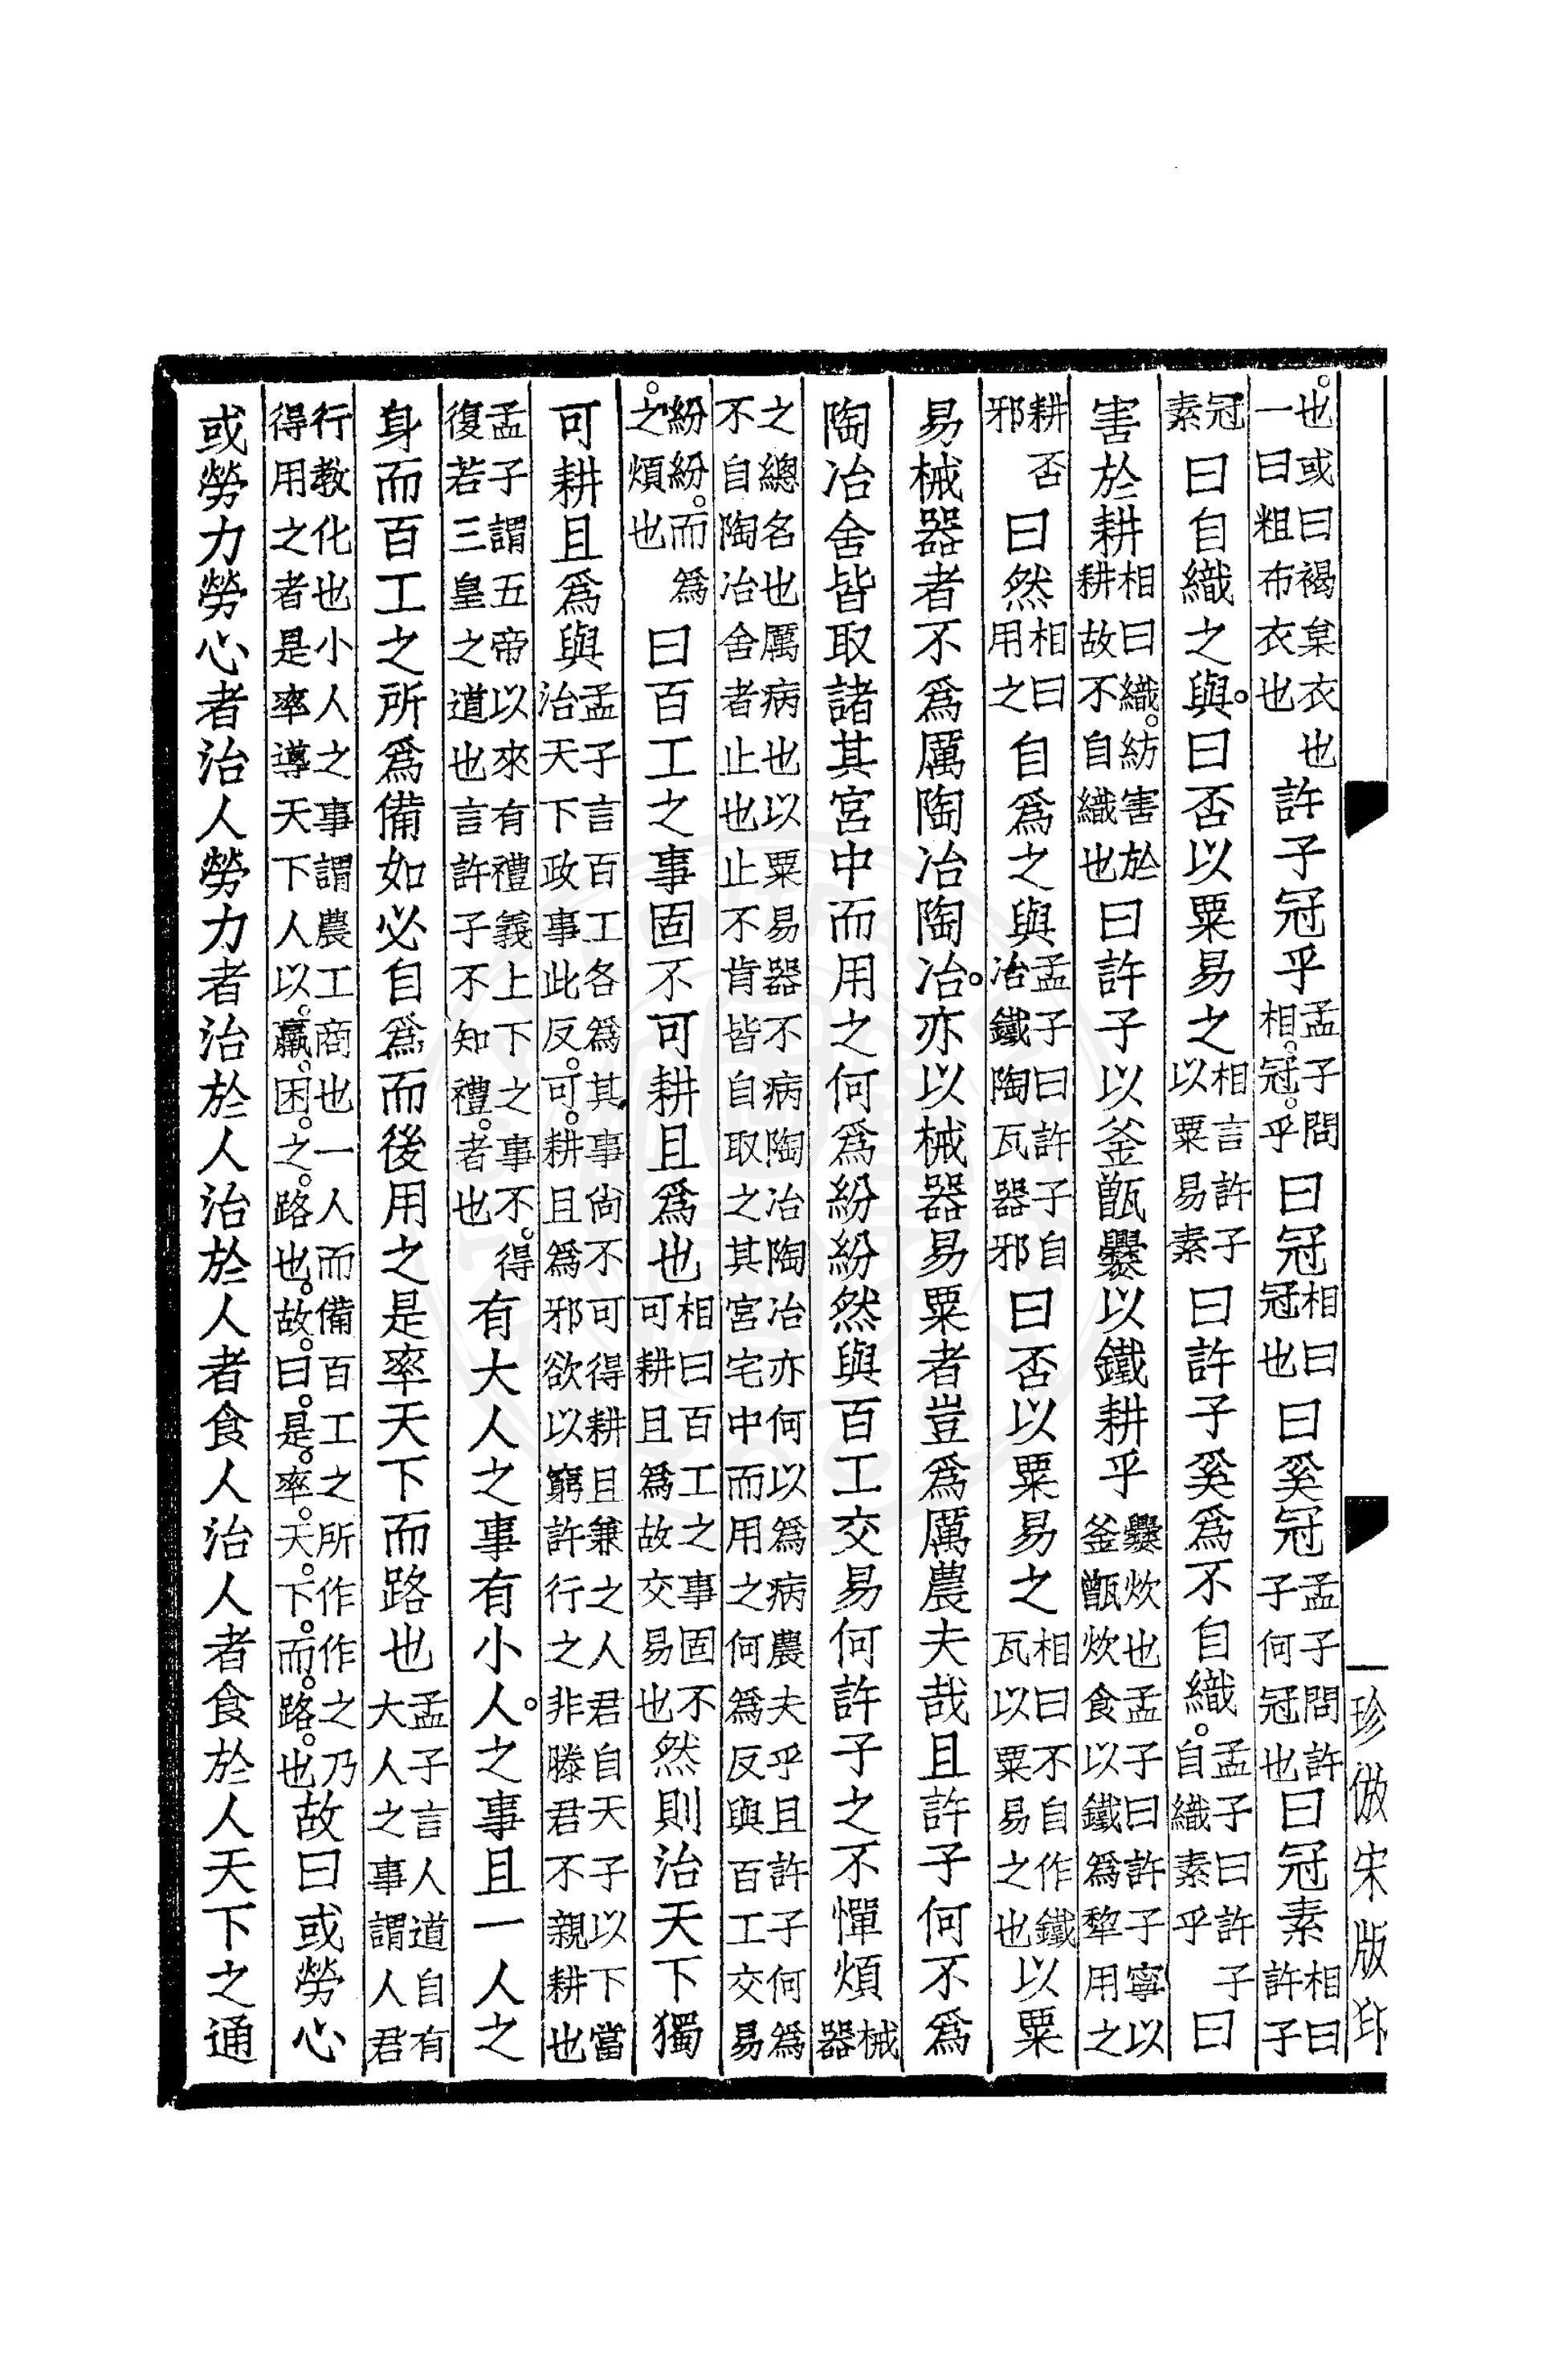 也或曰褐枲衣也一曰粗布衣也許子冠乎孟子問相冠乎曰冠相曰冠也曰奚冠孟子問許子何冠也曰冠素相曰許子
冠素曰自織之與。曰否以粟易之相言許子以粟易素曰許子奚爲不自織。孟子曰許子自織素乎曰
害於耕相曰織。紡害於耕故不自織也曰許子以釜甑爨以鐵耕乎爨炊也孟子曰許子寧以釜甑炊食以鐵爲犂用之
耕否邪曰然相曰用之自爲之與孟子曰許子自冶鐵陶瓦器邪曰否以粟易之相曰不自作鐵瓦以粟易之也以粟
易械器者不爲厲陶冶陶冶。亦以械器易粟者豈爲厲農夫哉且許子何不爲
陶冶舍皆取諸其宮中而用之何爲紛紛然與百工交易何許子之不憚煩械器
之總名也厲病也以粟易器不病陶冶陶冶亦何以爲病農夫乎且許子何爲不自陶冶舍者止也止不肯皆自取之其宮宅中而用之何爲反與百工交易
紛紛。而爲之煩也曰百工之事固不可耕且爲也相曰百工之事固不可耕且爲故交易也然則治天下獨
可耕且爲與孟子言百工各爲其事尙不可得耕且兼之人君自天子以下當治天下政事此反。可。耕且爲邪欲以窮許行之非滕君不親耕也
孟子謂五帝以來有禮義上下之事不。得復若三皇之道也言許子不知禮。者也有大人之事有小人。之事且一人之
身而百工之所爲備如必自爲而後用之是率天下而路也孟子言人道自有大人之事謂人君
行教化也小人之事謂農工商也一人而備百工之所作作之乃得用之者是率導天下人以。羸。困。之。路也。故。曰。是。率。天。下。而。路。也故曰或勞心
或勞力勞心者治人勞力者治於人治於人者食人治人者食於人天下之通
珍倣宋版印